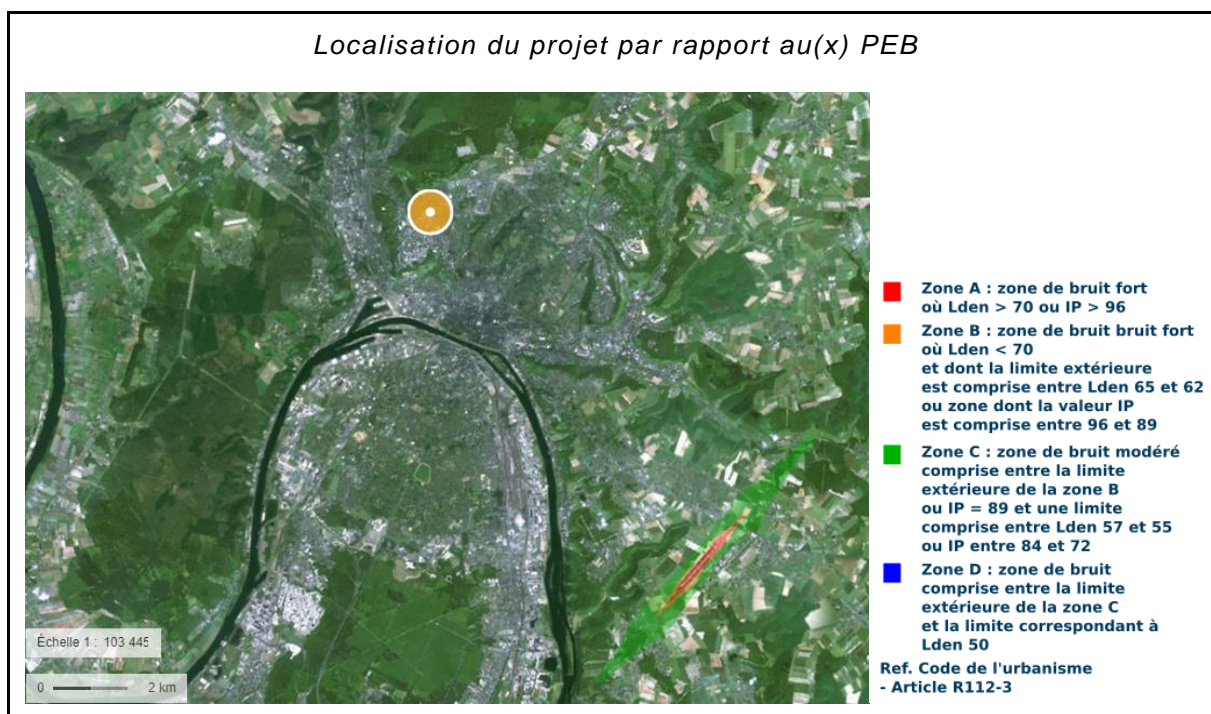 Localisation du projet par rapport au(x) PEB
Zone A : zone de bruit fort
où Lden > 70 ou IP > 96
Zone B : zone de bruit bruit fort
où Lden < 70
et dont la limite extérieure
est comprise entre Lden 65 et 62
ou zone dont la valeur IP
est comprise entre 96 et 89
Zone C : zone de bruit modéré
comprise entre la limite
extérieure de la zone B
ou IP = 89 et une limite
comprise entre Lden 57 et 55
ou IP entre 84 et 72
Zone D : zone de bruit
comprise entre la limite
extérieure de la zone C
et la limite correspondant à
Lden 50
Ref. Code de l'urbanisme
- Article R112-3
Échelle 1 : 103 445
0 2 km